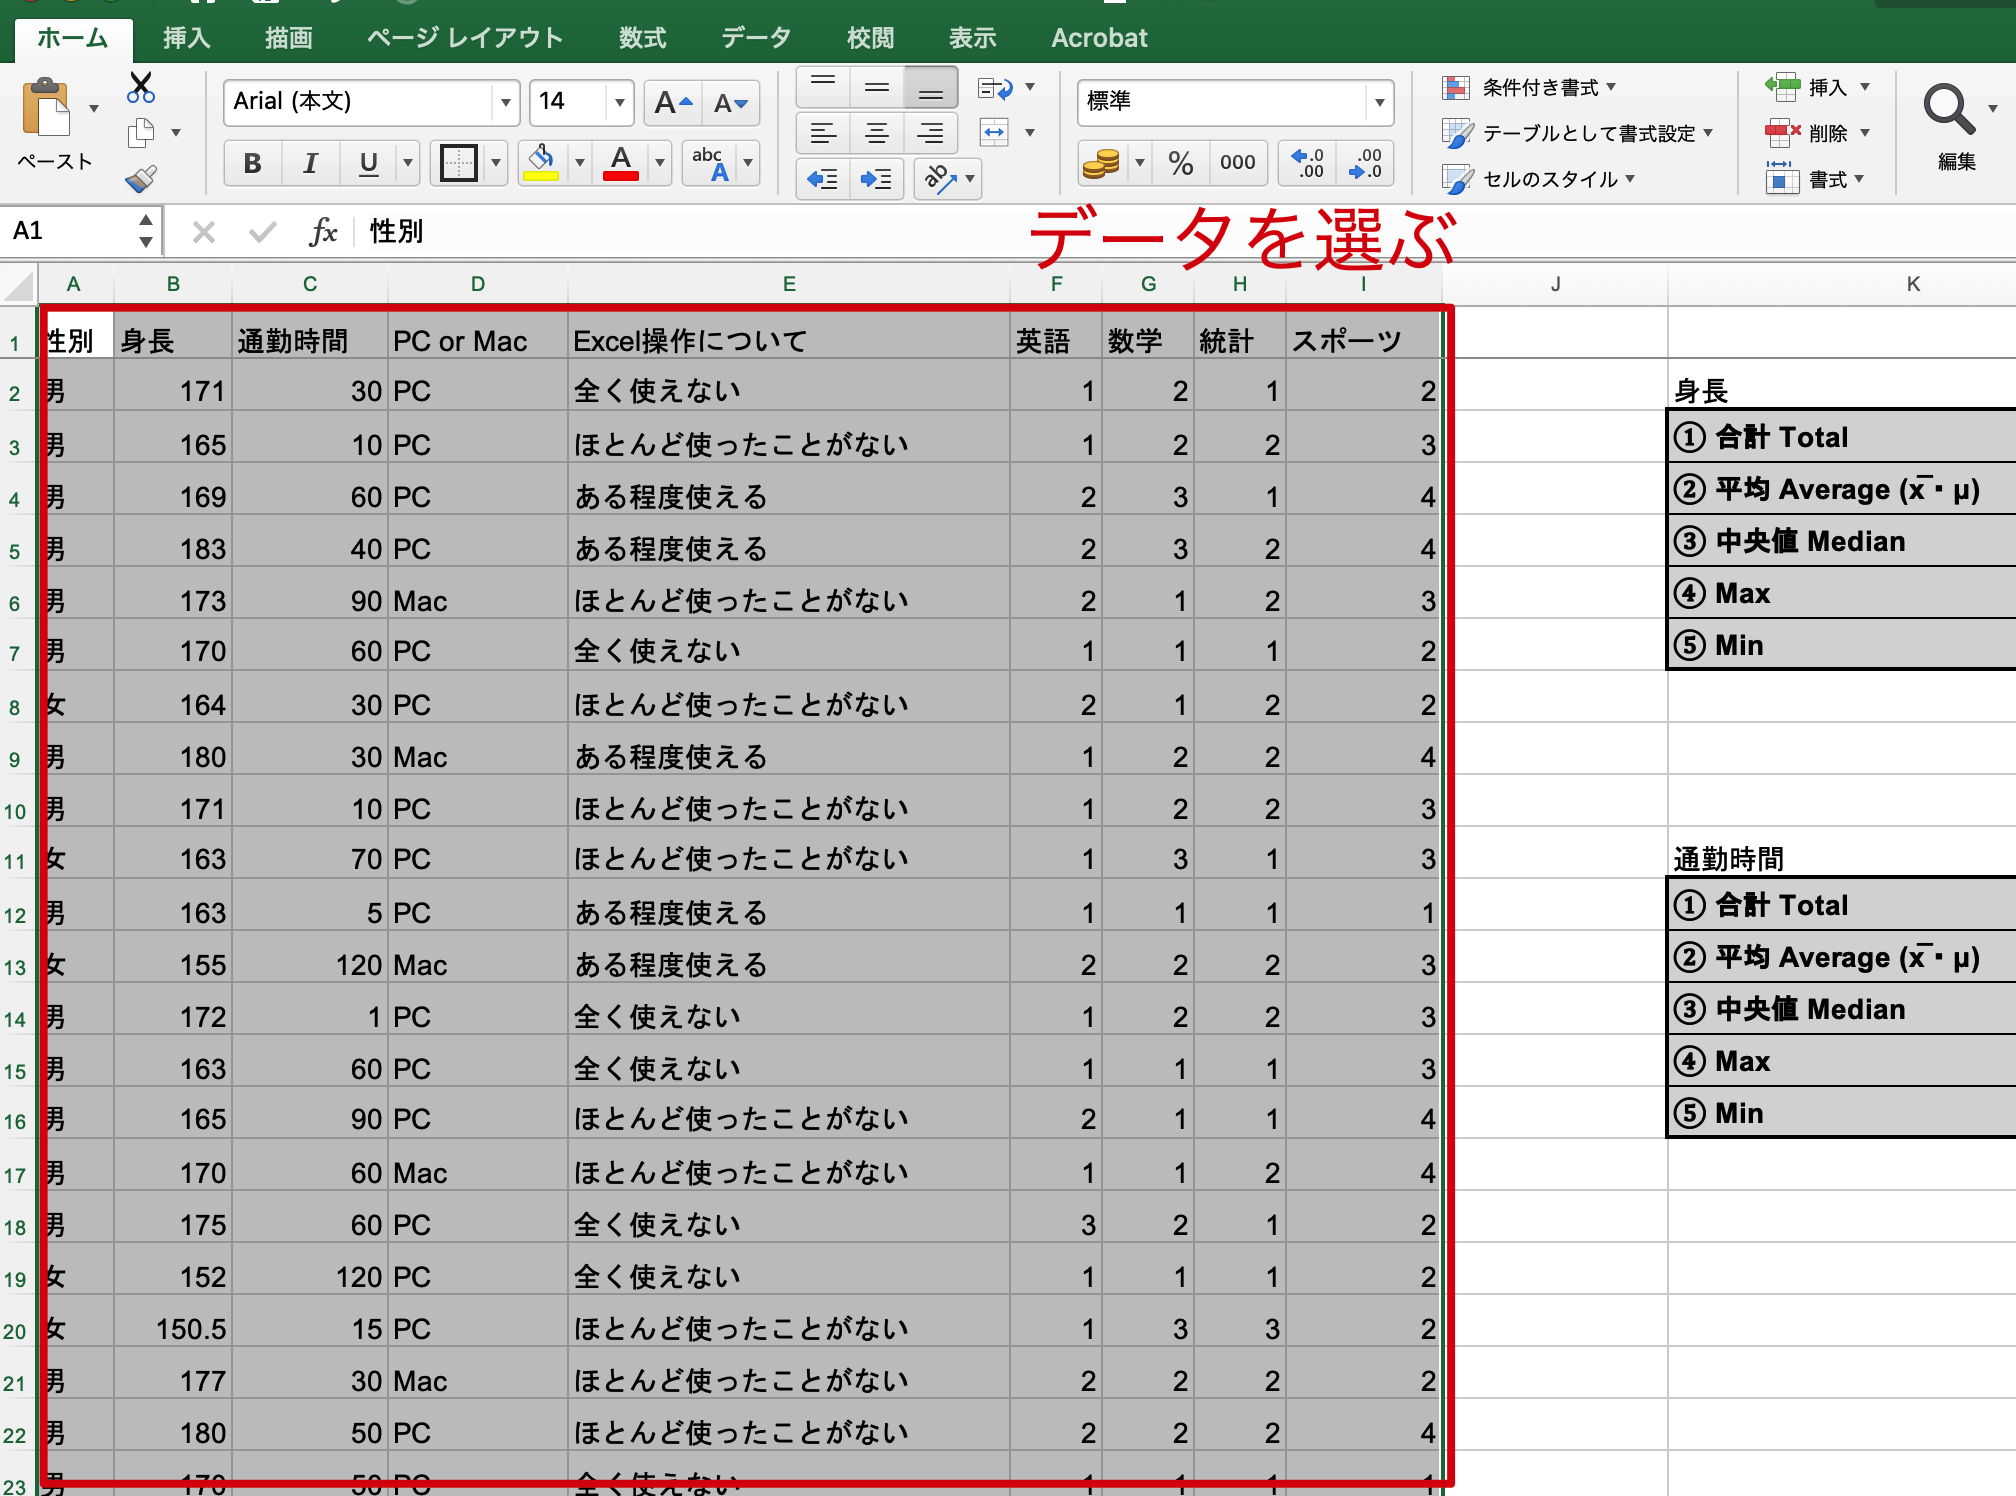 ホーム 挿入 描画 ページ レイアウト 数式 データ 校閲 表示 Acrobat
ペースト Arial (本文) 14 A A 標準 条件付き書式 挿入
B I U A abc A % 000 .0 .00 .00 .0 テーブルとして書式設定 削除
ab セルのスタイル 書式 編集
A1 fx 性別 データを選ぶ
A B C D E F G H I J K
1 性別 身長 通勤時間 PC or Mac Excel操作について 英語 数学 統計 スポーツ
2 男 171 30 PC 全く使えない 1 2 1 2 身長
3 男 165 10 PC ほとんど使ったことがない 1 2 2 3 ① 合計 Total
4 男 169 60 PC ある程度使える 2 3 1 4 ② 平均 Average (x̅・μ)
5 男 183 40 PC ある程度使える 2 3 2 4 ③ 中央値 Median
6 男 173 90 Mac ほとんど使ったことがない 2 1 2 3 ④ Max
7 男 170 60 PC 全く使えない 1 1 1 2 ⑤ Min
8 女 164 30 PC ほとんど使ったことがない 2 1 2 2
9 男 180 30 Mac ある程度使える 1 2 2 4
10 男 171 10 PC ほとんど使ったことがない 1 2 2 3
11 女 163 70 PC ほとんど使ったことがない 1 3 1 3 通勤時間
12 男 163 5 PC ある程度使える 1 1 1 1 ① 合計 Total
13 女 155 120 Mac ある程度使える 2 2 2 3 ② 平均 Average (x̅・μ)
14 男 172 1 PC 全く使えない 1 2 2 3 ③ 中央値 Median
15 男 163 60 PC 全く使えない 1 1 1 3 ④ Max
16 男 165 90 PC ほとんど使ったことがない 2 1 1 4 ⑤ Min
17 男 170 60 Mac ほとんど使ったことがない 1 1 2 4
18 男 175 60 PC 全く使えない 3 2 1 2
19 女 152 120 PC 全く使えない 1 1 1 2
20 女 150.5 15 PC ほとんど使ったことがない 1 3 3 2
21 男 177 30 Mac ほとんど使ったことがない 2 2 2 2
22 男 180 50 PC ほとんど使ったことがない 2 2 2 4
23 男 170 50 PC 全く使えない 1 1 1 1